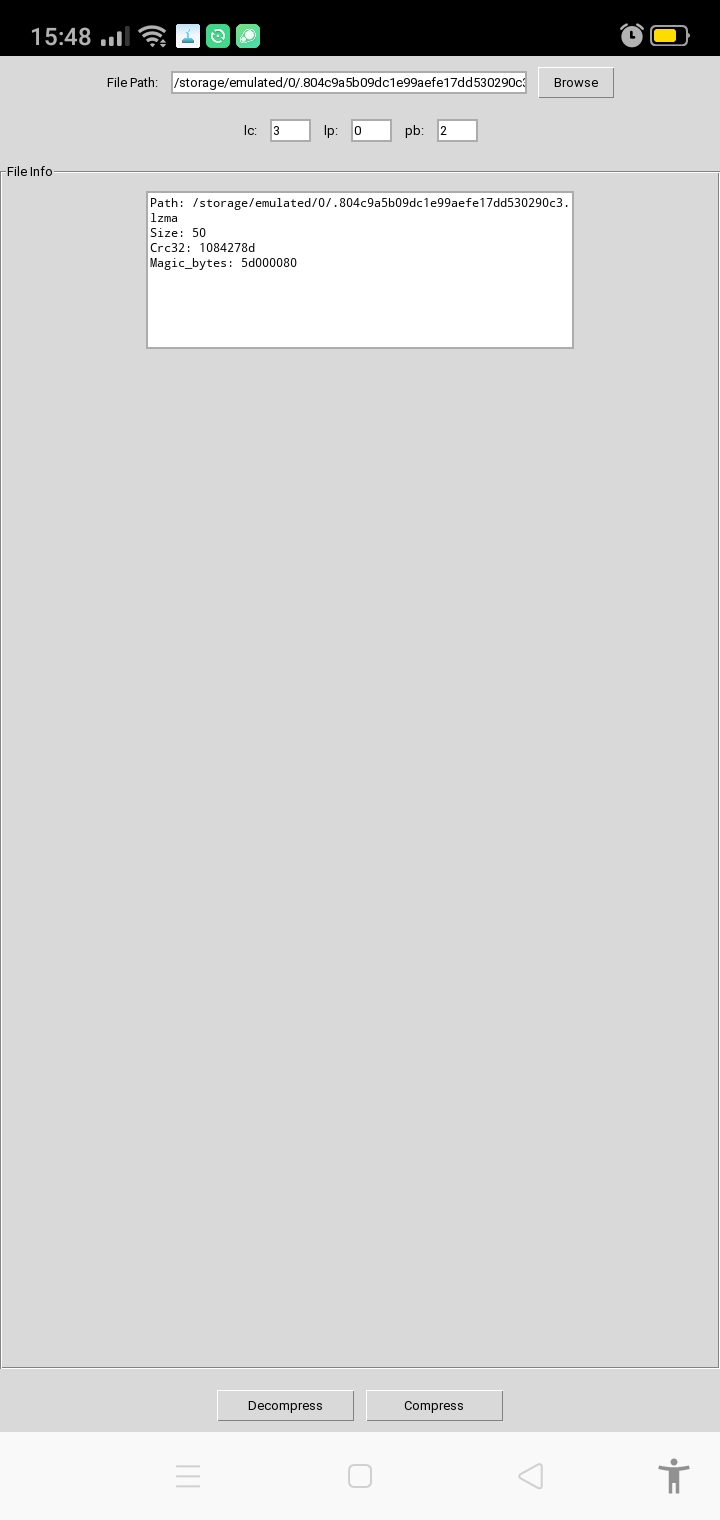 15:48
File Path: /storage/emulated/0/.804c9a5b09dc1e99aefe17dd530290c3 Browse
lc: 3 lp: 0 pb: 2
File Info
Path: /storage/emulated/0/.804c9a5b09dc1e99aefe17dd530290c3.
lzma
Size: 50
Crc32: 1084278d
Magic_bytes: 5d000080
Decompress Compress